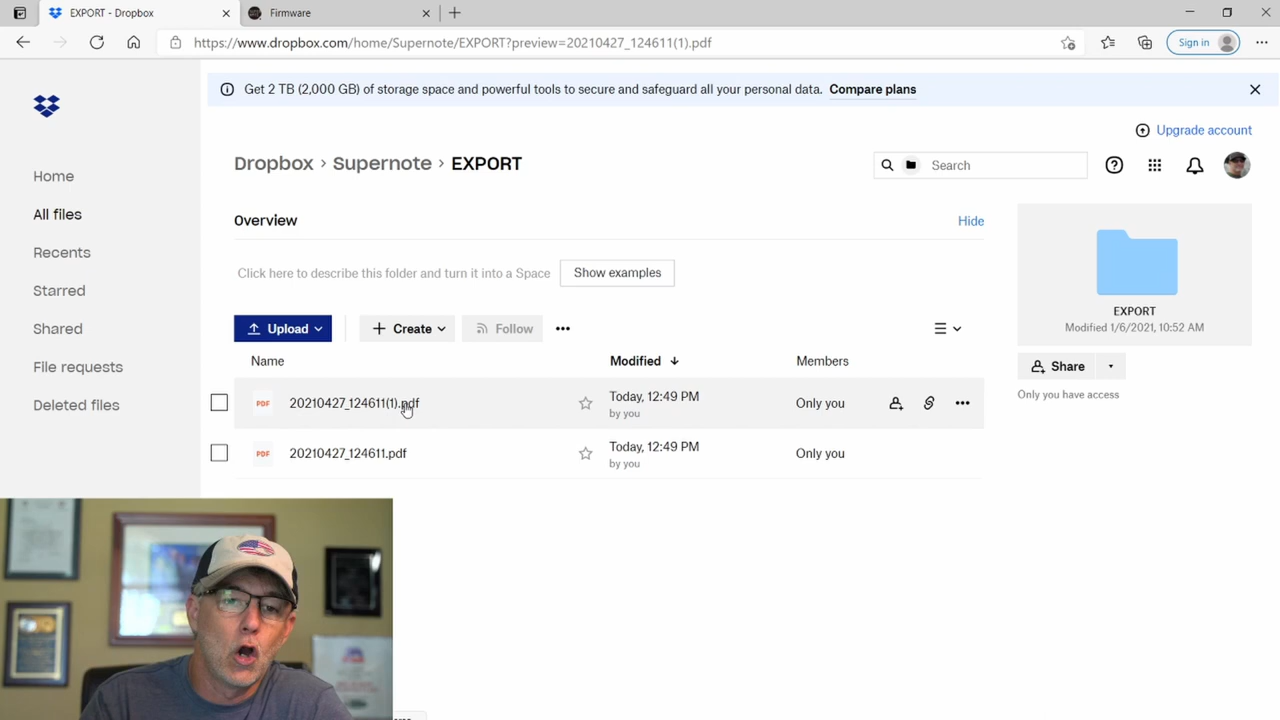 EXPORT - Dropbox
Firmware
https://www.dropbox.com/home/Supernote/EXPORT?preview=20210427_124611(1).pdf
Sign in
Get 2 TB (2,000 GB) of storage space and powerful tools to secure and safeguard all your personal data. Compare plans
Upgrade account
Dropbox › Supernote › EXPORT
Search
Home
All files
Recents
Starred
Shared
File requests
Deleted files
Overview
Hide
Click here to describe this folder and turn it into a Space
Show examples
Upload
Create
Follow
Name
Modified
Members
PDF
20210427_124611(1).pdf
Today, 12:49 PM
by you
Only you
PDF
20210427_124611.pdf
Today, 12:49 PM
by you
Only you
EXPORT
Modified 1/6/2021, 10:52 AM
Share
Only you have access